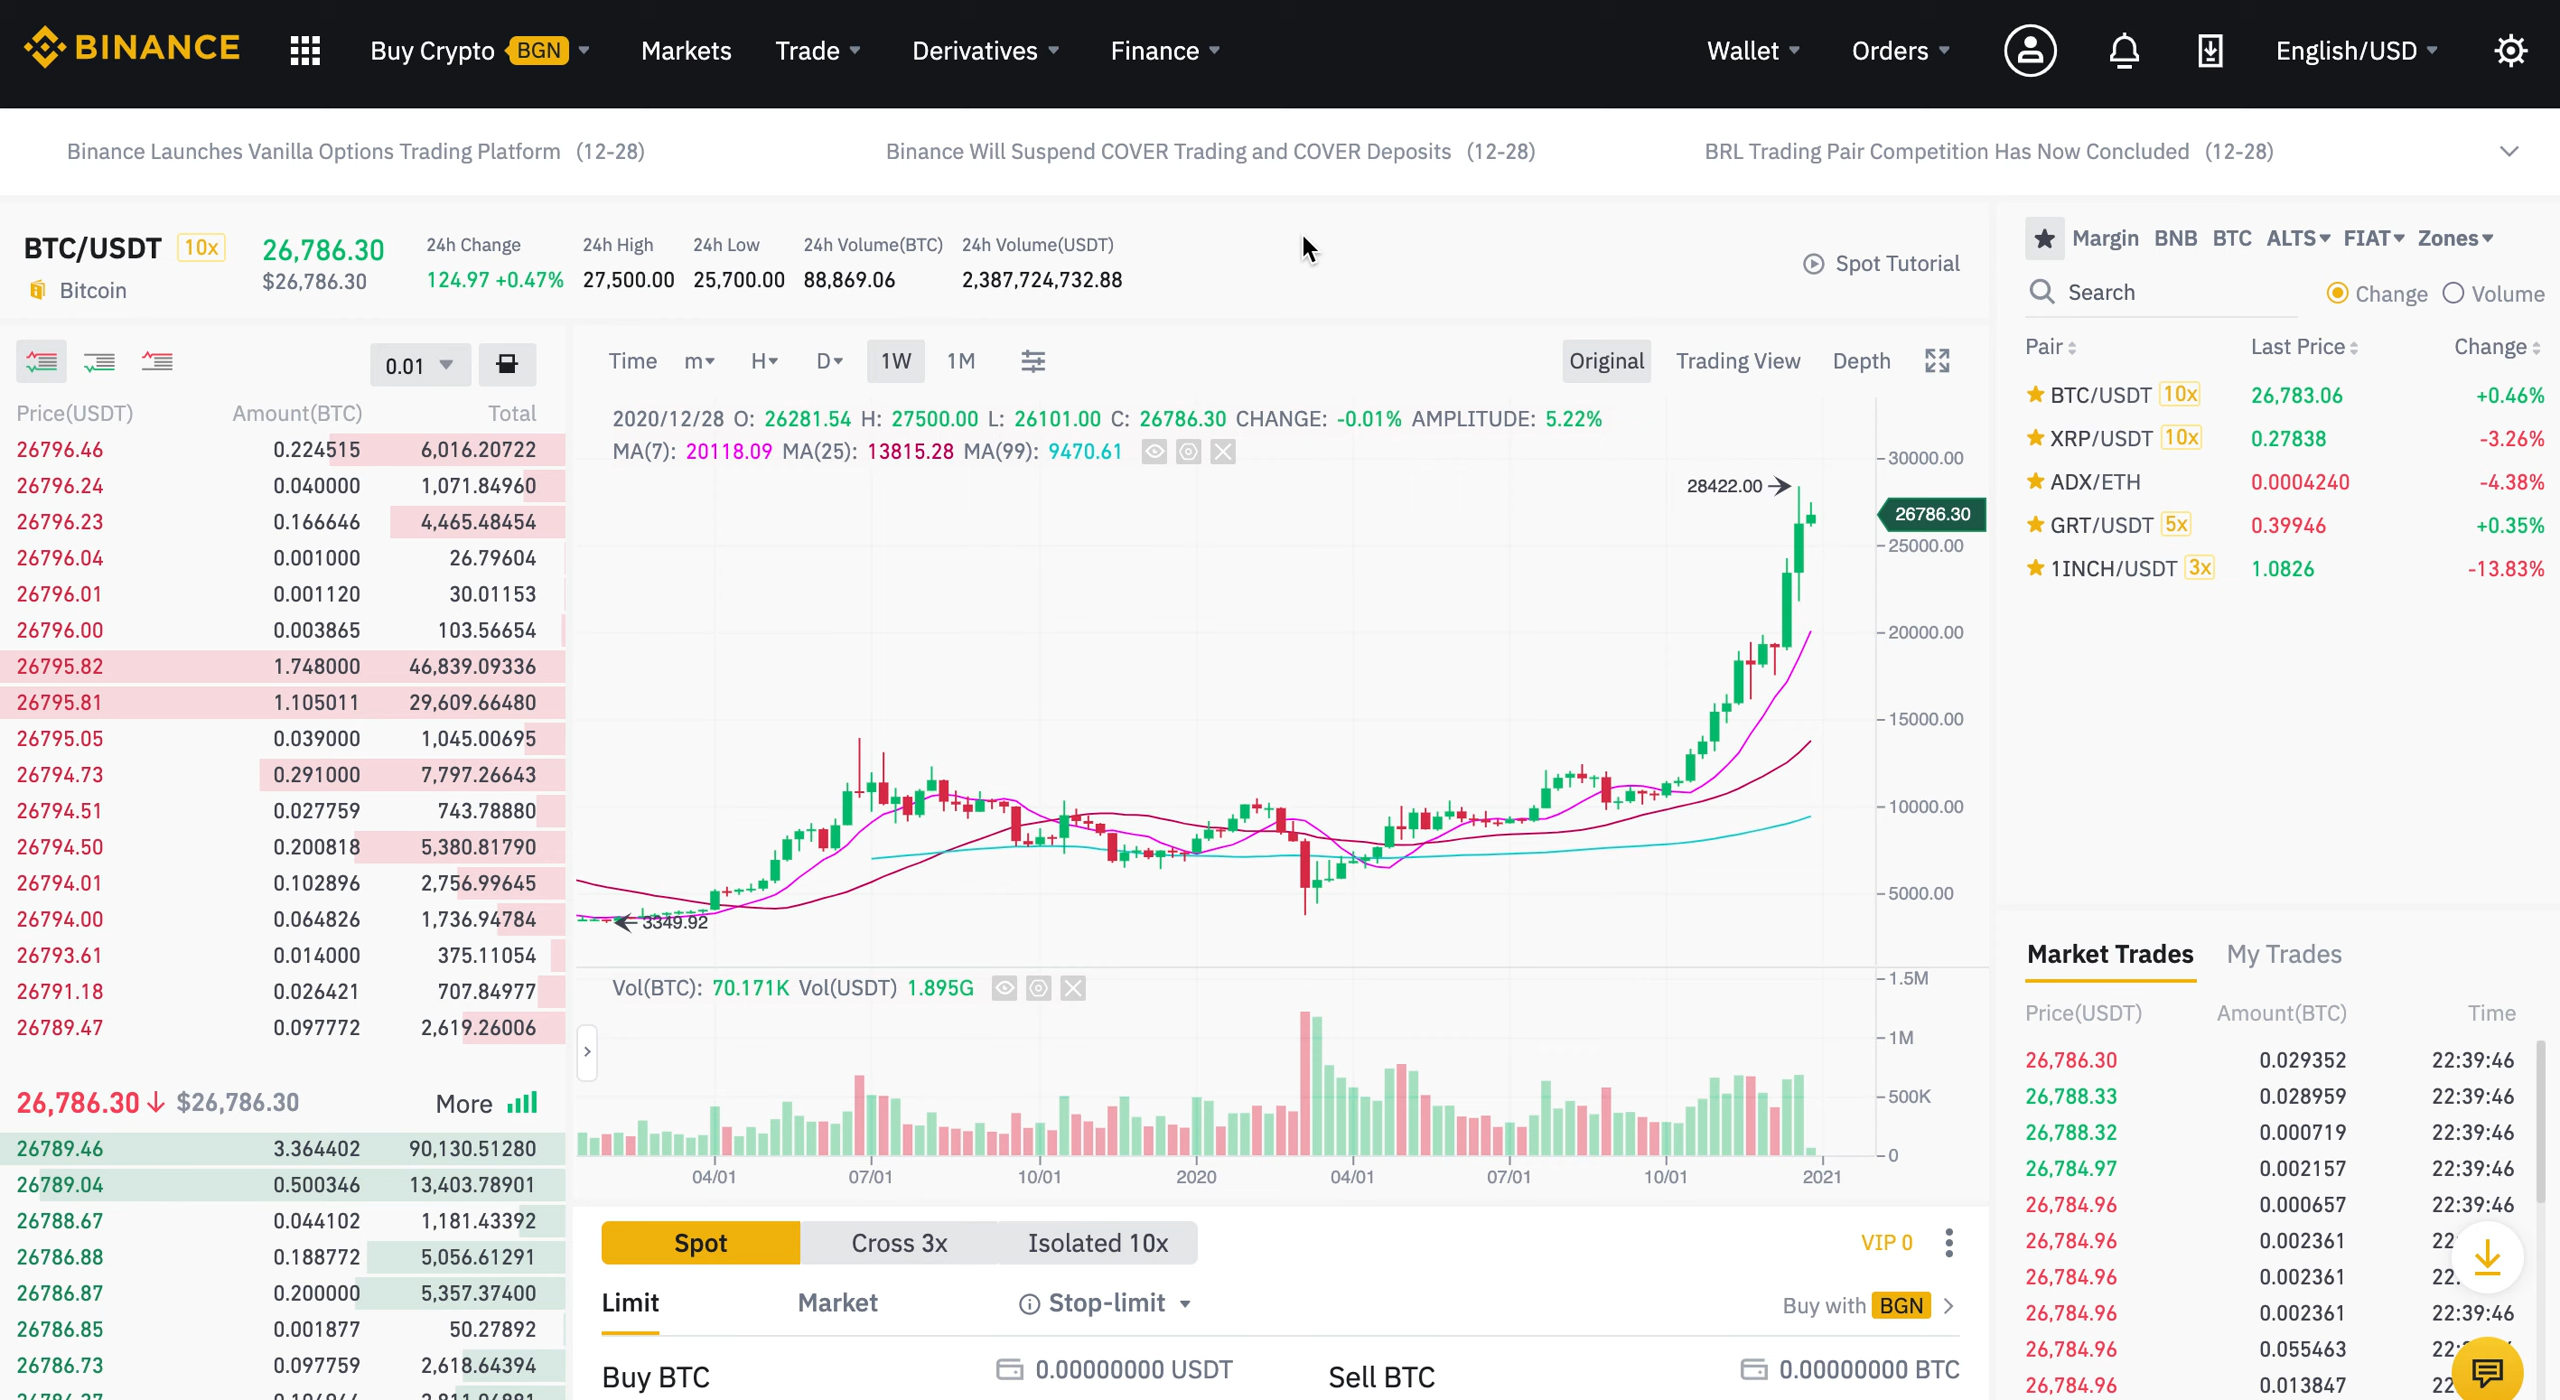 BINANCE
Buy Crypto BGN
Markets
Trade
Derivatives
Finance
Wallet
Orders
English/USD
Binance Launches Vanilla Options Trading Platform (12-28)
Binance Will Suspend COVER Trading and COVER Deposits (12-28)
BRL Trading Pair Competition Has Now Concluded (12-28)
BTC/USDT 10x
Bitcoin
26,786.30
$26,786.30
24h Change
124.97 +0.47%
24h High
27,500.00
24h Low
25,700.00
24h Volume(BTC)
88,869.06
24h Volume(USDT)
2,387,724,732.88
Spot Tutorial
0.01
Price(USDT) Amount(BTC) Total
26796.46 0.224515 6,016.20722
26796.24 0.040000 1,071.84960
26796.23 0.166646 4,465.48454
26796.04 0.001000 26.79604
26796.01 0.001120 30.01153
26796.00 0.003865 103.56654
26795.82 1.748000 46,839.09336
26795.81 1.105011 29,609.66480
26795.05 0.039000 1,045.00695
26794.73 0.291000 7,797.26643
26794.51 0.027759 743.78880
26794.50 0.200818 5,380.81790
26794.01 0.102896 2,756.99645
26794.00 0.064826 1,736.94784
26793.61 0.014000 375.11054
26791.18 0.026421 707.84977
26789.47 0.097772 2,619.26006
26,786.30 $26,786.30 More
26789.46 3.364402 90,130.51280
26789.04 0.500346 13,403.78901
26788.67 0.044102 1,181.43392
26786.88 0.188772 5,056.61291
26786.87 0.200000 5,357.37400
26786.85 0.001877 50.27892
26786.73 0.097759 2,618.64394
Time m H D 1W 1M
Original Trading View Depth
2020/12/28 O: 26281.54 H: 27500.00 L: 26101.00 C: 26786.30 CHANGE: -0.01% AMPLITUDE: 5.22%
MA(7): 20118.09 MA(25): 13815.28 MA(99): 9470.61
28422.00
3349.92
30000.00
26786.30
25000.00
20000.00
15000.00
10000.00
5000.00
Vol(BTC): 70.171K Vol(USDT) 1.895G
1.5M
1M
500K
0
04/01 07/01 10/01 2020 04/01 07/01 10/01 2021
Spot Cross 3x Isolated 10x
VIP 0
Limit Market Stop-limit
Buy with BGN
Buy BTC 0.00000000 USDT
Sell BTC 0.00000000 BTC
Margin BNB BTC ALTS FIAT Zones
Search
Change Volume
Pair Last Price Change
BTC/USDT 10x 26,783.06 +0.46%
XRP/USDT 10x 0.27838 -3.26%
ADX/ETH 0.0004240 -4.38%
GRT/USDT 5x 0.39946 +0.35%
1INCH/USDT 3x 1.0826 -13.83%
Market Trades My Trades
Price(USDT) Amount(BTC) Time
26,786.30 0.029352 22:39:46
26,788.33 0.028959 22:39:46
26,788.32 0.000719 22:39:46
26,784.97 0.002157 22:39:46
26,784.96 0.000657 22:39:46
26,784.96 0.002361 22
26,784.96 0.002361 22
26,784.96 0.002361 22:39:46
26,784.96 0.055463 22
26,784.96 0.013847 22